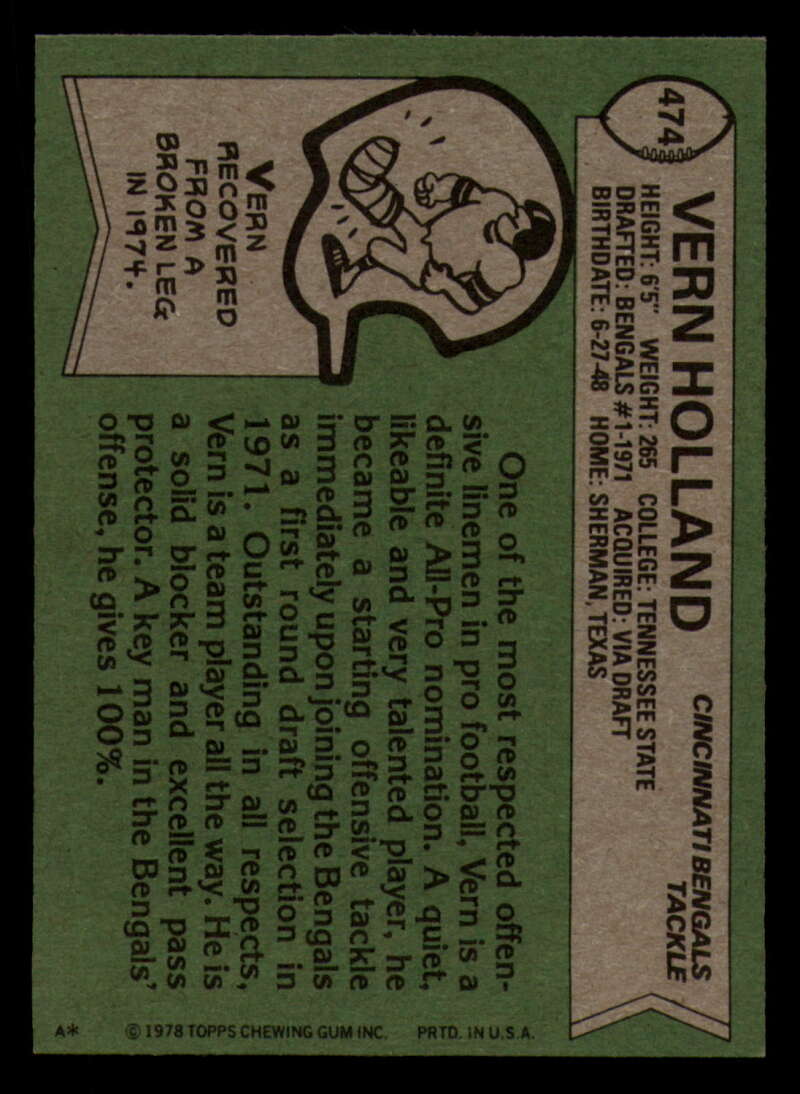 474
VERN HOLLAND
CINCINNATI BENGALS
TACKLE
HEIGHT: 6'5" WEIGHT: 265 COLLEGE: TENNESSEE STATE
DRAFTED: BENGALS #1-1971 ACQUIRED: VIA DRAFT
BIRTHDATE: 6-27-48 HOME: SHERMAN, TEXAS
VERN
RECOVERED
FROM A
BROKEN LEG
IN 1974.
One of the most respected offen-
sive linemen in pro football, Vern is a
definite All-Pro nomination. A quiet,
likeable and very talented player, he
became a starting offensive tackle
immediately upon joining the Bengals
as a first round draft selection in
1971. Outstanding in all respects,
Vern is a team player all the way. He is
a solid blocker and excellent pass
protector. A key man in the Bengals'
offense, he gives 100%.
A* © 1978 TOPPS CHEWING GUM INC. PRTD. IN U.S.A.